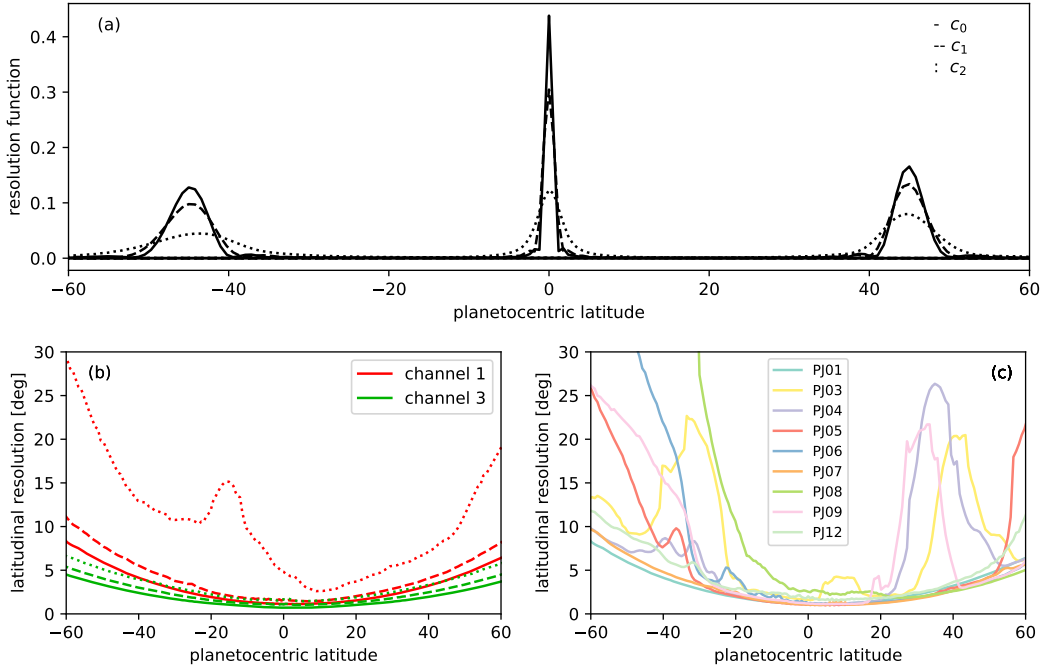 (a)
c0
c1
c2
resolution function
0.4
0.3
0.2
0.1
0.0
−60 −40 −20 0 20 40 60
planetocentric latitude
(b)
channel 1
channel 3
latitudinal resolution [deg]
30
25
20
15
10
5
0
−60 −40 −20 0 20 40 60
planetocentric latitude
(c)
PJ01
PJ03
PJ04
PJ05
PJ06
PJ07
PJ08
PJ09
PJ12
latitudinal resolution [deg]
30
25
20
15
10
5
0
−60 −40 −20 0 20 40 60
planetocentric latitude